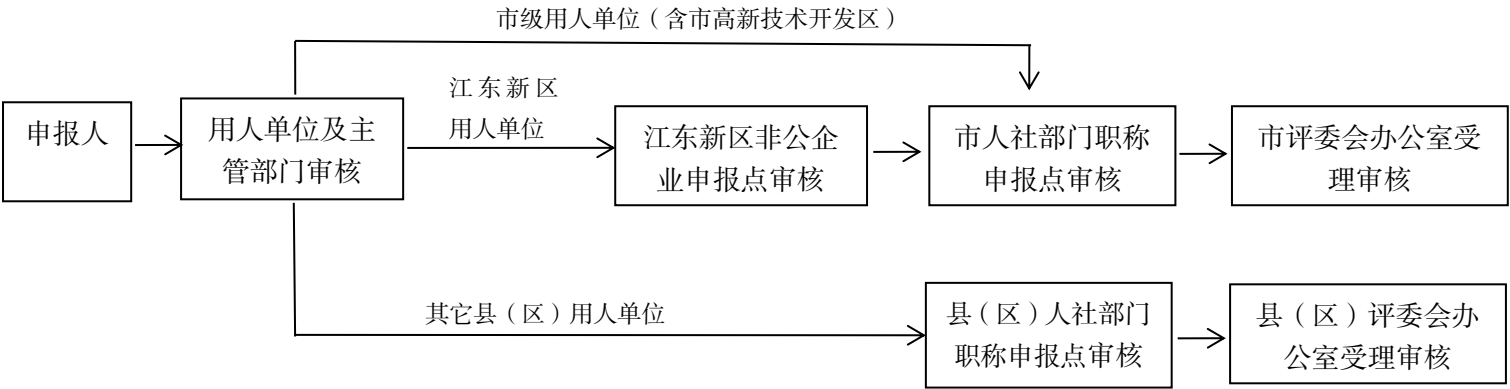 市级用人单位（含市高新技术开发区）
江东新区
用人单位
申报人
用人单位及主
管部门审核
江东新区非公企
业申报点审核
市人社部门职称
申报点审核
市评委会办公室受
理审核
其它县（区）用人单位
县（区）人社部门
职称申报点审核
县（区）评委会办
公室受理审核